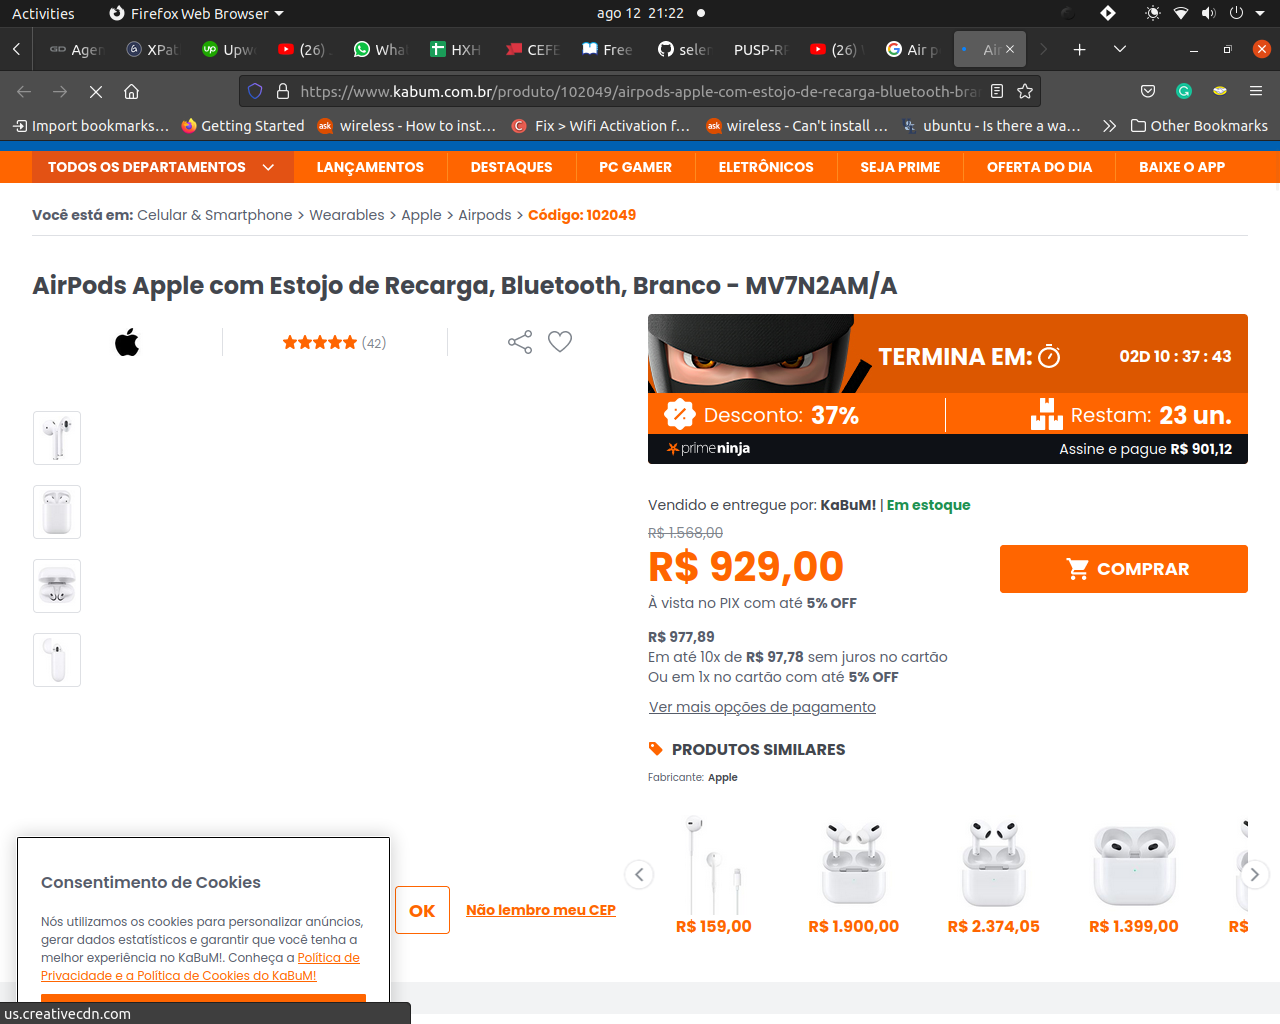 Activities
Firefox Web Browser
ago 12 21:22
Agen
XPat
Upwo
(26)
What
HXH
CEFE
Free
selen
PUSP-RP
(26)
Air p
Air
https://www.kabum.com.br/produto/102049/airpods-apple-com-estojo-de-recarga-bluetooth-bran
Import bookmarks...
Getting Started
wireless - How to inst...
Fix > Wifi Activation f...
wireless - Can't install ...
ubuntu - Is there a wa...
Other Bookmarks
TODOS OS DEPARTAMENTOS
LANÇAMENTOS
DESTAQUES
PC GAMER
ELETRÔNICOS
SEJA PRIME
OFERTA DO DIA
BAIXE O APP
Você está em: Celular & Smartphone > Wearables > Apple > Airpods > Código: 102049
AirPods Apple com Estojo de Recarga, Bluetooth, Branco - MV7N2AM/A
(42)
TERMINA EM:
02D 10 : 37 : 43
Desconto: 37%
Restam: 23 un.
primeninja
Assine e pague R$ 901,12
Vendido e entregue por: KaBuM! | Em estoque
R$ 1.568,00
R$ 929,00
COMPRAR
À vista no PIX com até 5% OFF
R$ 977,89
Em até 10x de R$ 97,78 sem juros no cartão
Ou em 1x no cartão com até 5% OFF
Ver mais opções de pagamento
PRODUTOS SIMILARES
Fabricante: Apple
R$ 159,00
R$ 1.900,00
R$ 2.374,05
R$ 1.399,00
R$
OK
Não lembro meu CEP
Consentimento de Cookies
Nós utilizamos os cookies para personalizar anúncios,
gerar dados estatísticos e garantir que você tenha a
melhor experiência no KaBuM!. Conheça a Política de
Privacidade e a Política de Cookies do KaBuM!
us.creativecdn.com